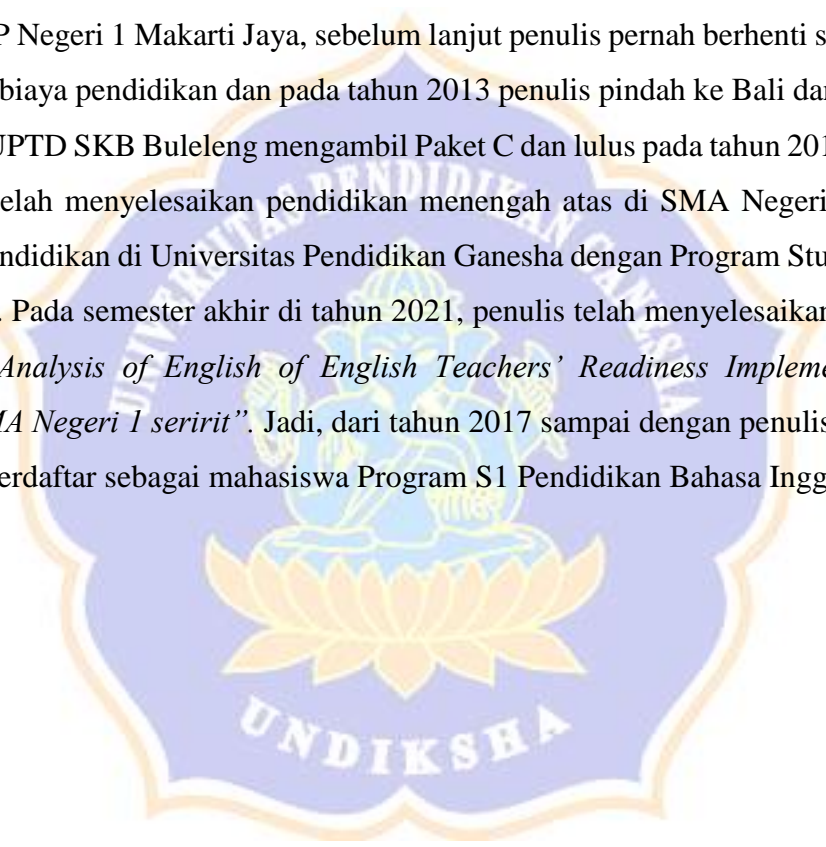 P Negeri 1 Makarti Jaya, sebelum lanjut penulis pernah berhenti s
biaya pendidikan dan pada tahun 2013 penulis pindah ke Bali dan
UPTD SKB Buleleng mengambil Paket C dan lulus pada tahun 201
elah menyelesaikan pendidikan menengah atas di SMA Negeri
ndidikan di Universitas Pendidikan Ganesha dengan Program Stu
. Pada semester akhir di tahun 2021, penulis telah menyelesaikan
Analysis of English of English Teachers’ Readiness Impleme
MA Negeri 1 seririt”. Jadi, dari tahun 2017 sampai dengan penulis
erdaftar sebagai mahasiswa Program S1 Pendidikan Bahasa Ingg
UNIVERSITAS PENDIDIKAN GANESHA
UNDIKSHA